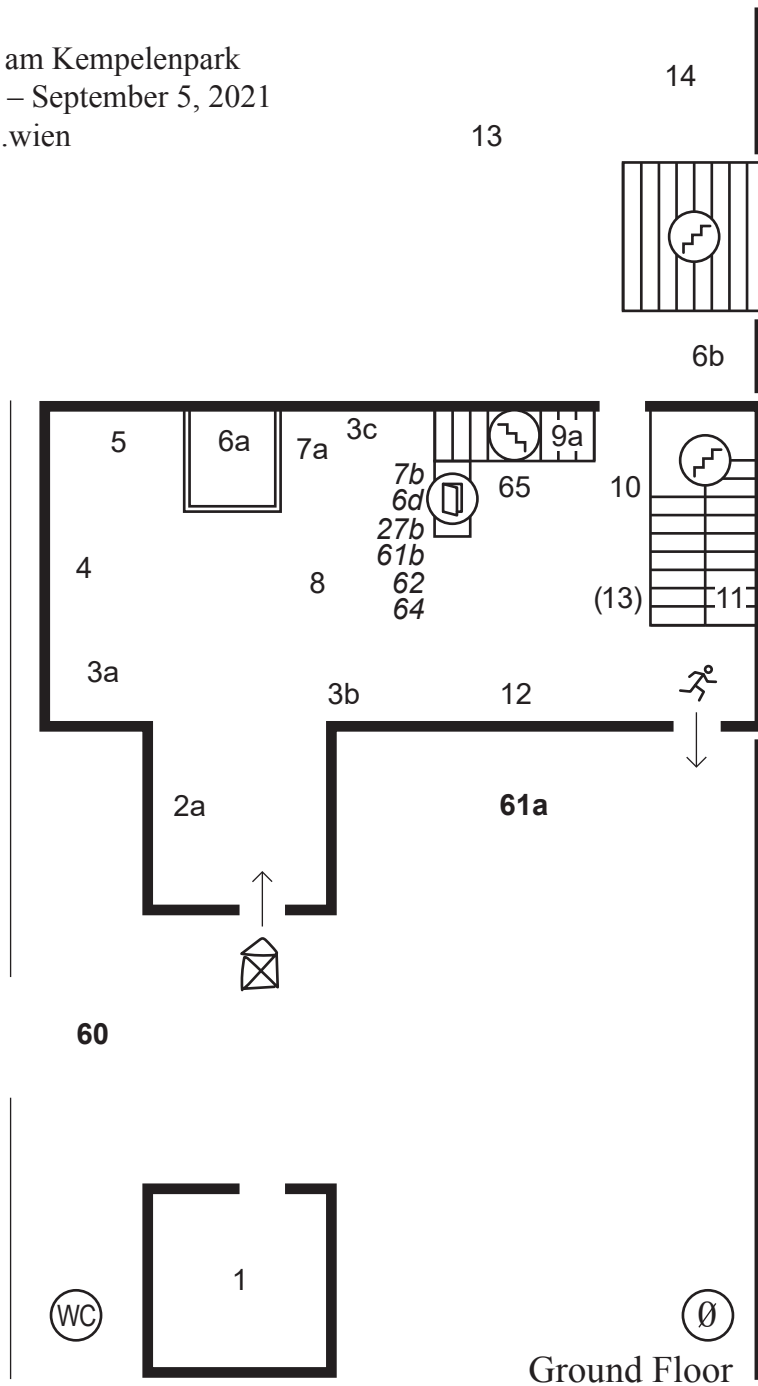 am Kempelenpark
– September 5, 2021
.wien
14
13
6b
5
6a
7a
3c
9a
7b
6d
27b
61b
62
64
65
10
4
8
(13)
11
3a
3b
12
2a
61a
60
1
WC
Ø
Ground Floor